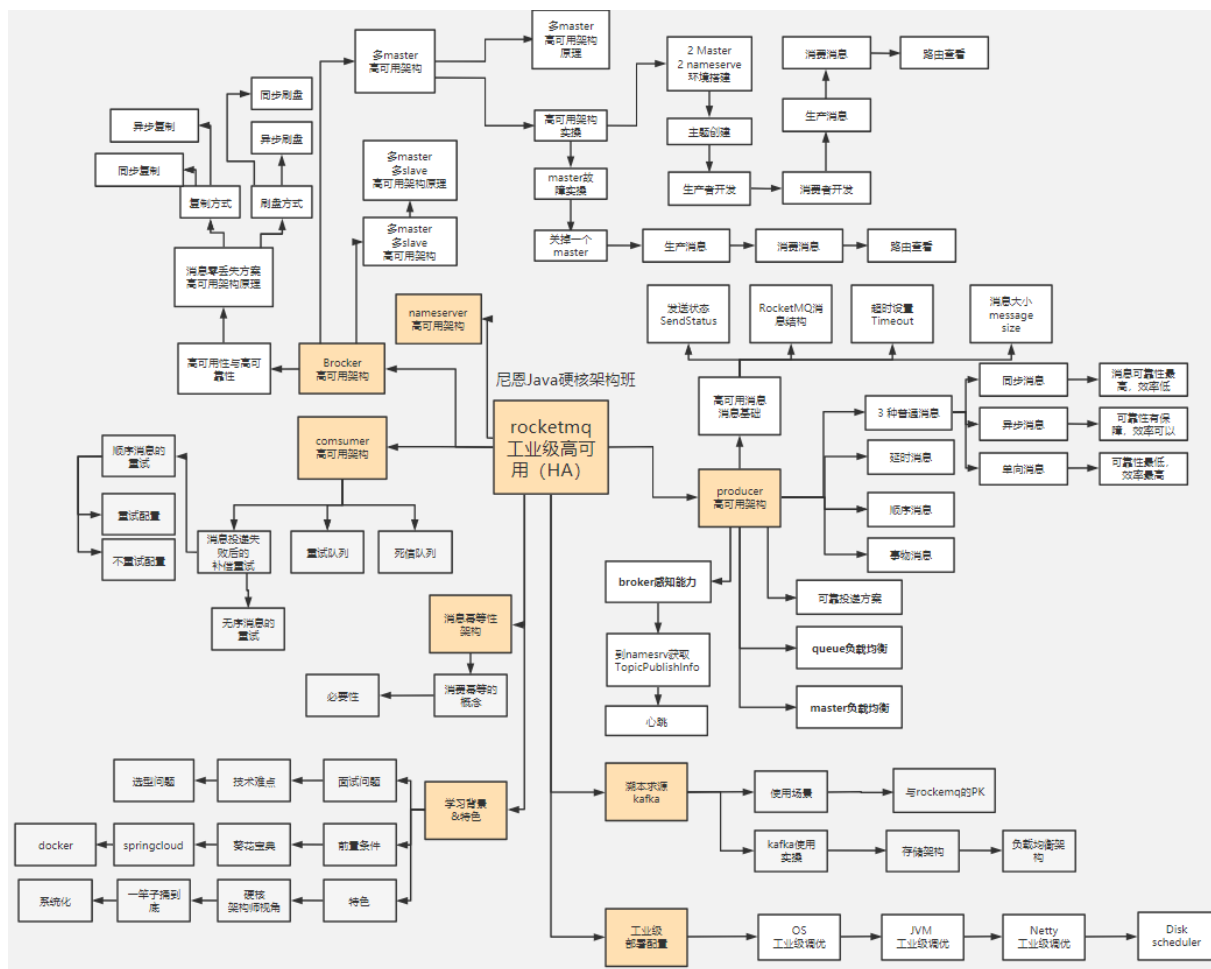 多master
高可用架构
多master
高可用架构
原理
2 Master
2 nameserve
环境搭建
消费消息
路由查看
同步刷盘
异步复制
异步刷盘
同步复制
复制方式
刷盘方式
高可用架构
实操
主题创建
生产消息
多master
多slave
高可用架构原理
master故
障实操
生产者开发
消费者开发
多master
多slave
高可用架构
关掉一个
master
生产消息
消费消息
路由查看
消息零丢失方案
高可用架构原理
nameserver
高可用架构
发送状态
SendStatus
RocketMQ消
息结构
超时设置
Timeout
消息大小
message
size
高可用性与高可
靠性
Brocker
高可用架构
尼恩Java硬核架构班
rocketmq
工业级高可
用（HA）
高可用消息
消息基础
3 种普通消息
同步消息
消息可靠性最
高，效率低
异步消息
可靠性有保
障，效率可以
单向消息
可靠性最低，
效率最高
comsumer
高可用架构
顺序消息的
重试
重试配置
不重试配置
消息投递失
败后的
补偿重试
重试队列
死信队列
无序消息的
重试
producer
高可用架构
延时消息
顺序消息
事物消息
broker感知能力
可靠投递方案
到namesrv获取
TopicPublishInfo
queue负载均衡
心跳
master负载均衡
消息幂等性
架构
消费幂等的
概念
必要性
选型问题
技术难点
面试问题
学习背景
&特色
docker
springcloud
葵花宝典
前置条件
系统化
一竿子捅到
底
硬核
架构师视角
特色
溯本求源
kafka
使用场景
与rockemq的PK
kafka使用
实操
存储架构
负载均衡架
构
工业级
部署配置
OS
工业级调优
JVM
工业级调优
Netty
工业级调优
Disk
scheduler